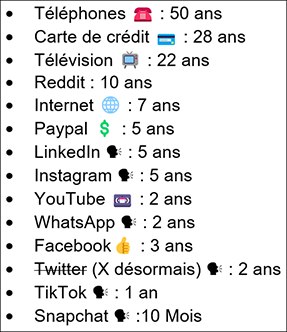 • Téléphones ☎️ : 50 ans
• Carte de crédit 💳 : 28 ans
• Télévision 📺 : 22 ans
• Reddit : 10 ans
• Internet 🌐 : 7 ans
• Paypal 💲 : 5 ans
• LinkedIn 🗣 : 5 ans
• Instagram 🗣 : 5 ans
• YouTube 📼 : 2 ans
• WhatsApp 🗣 : 2 ans
• Facebook 👍 : 3 ans
• Twitter (X désormais) 🗣 : 2 ans
• TikTok 🗣 : 1 an
• Snapchat 🗣 :10 Mois